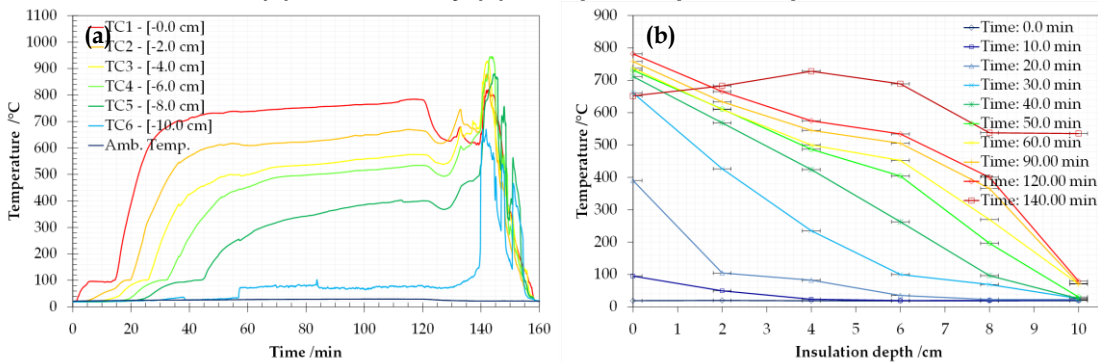 (a)
TC1 - [-0.0 cm]
TC2 - [-2.0 cm]
TC3 - [-4.0 cm]
TC4 - [-6.0 cm]
TC5 - [-8.0 cm]
TC6 - [-10.0 cm]
Amb. Temp.
Temperature /°C
1100
1000
900
800
700
600
500
400
300
200
100
0
0 20 40 60 80 100 120 140 160
Time /min
(b)
Time: 0.0 min
Time: 10.0 min
Time: 20.0 min
Time: 30.0 min
Time: 40.0 min
Time: 50.0 min
Time: 60.0 min
Time: 90.00 min
Time: 120.00 min
Time: 140.00 min
Temperature /°C
900
800
700
600
500
400
300
200
100
0
0 1 2 3 4 5 6 7 8 9 10
Insulation depth /cm